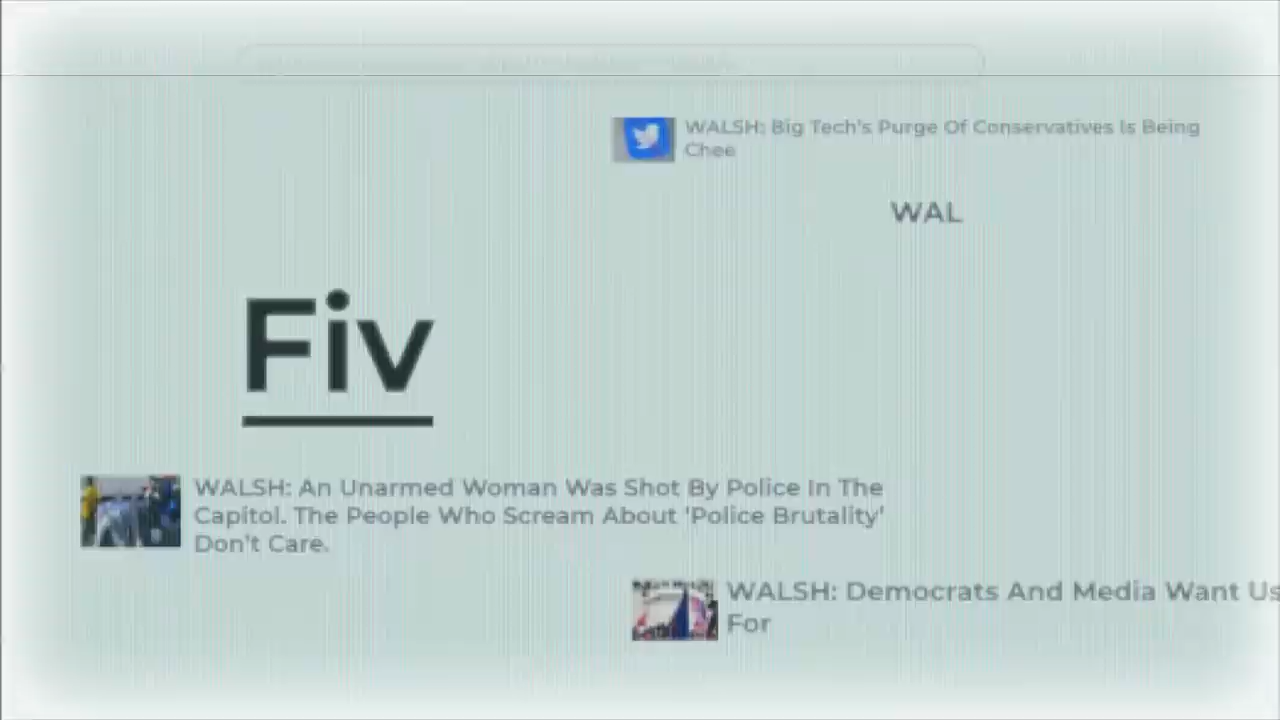 WALSH: Big Tech's Purge Of Conservatives Is Being
Chee
WAL
Fiv
WALSH: An Unarmed Woman Was Shot By Police In The
Capitol. The People Who Scream About 'Police Brutality'
Don't Care.
WALSH: Democrats And Media Want Us
For